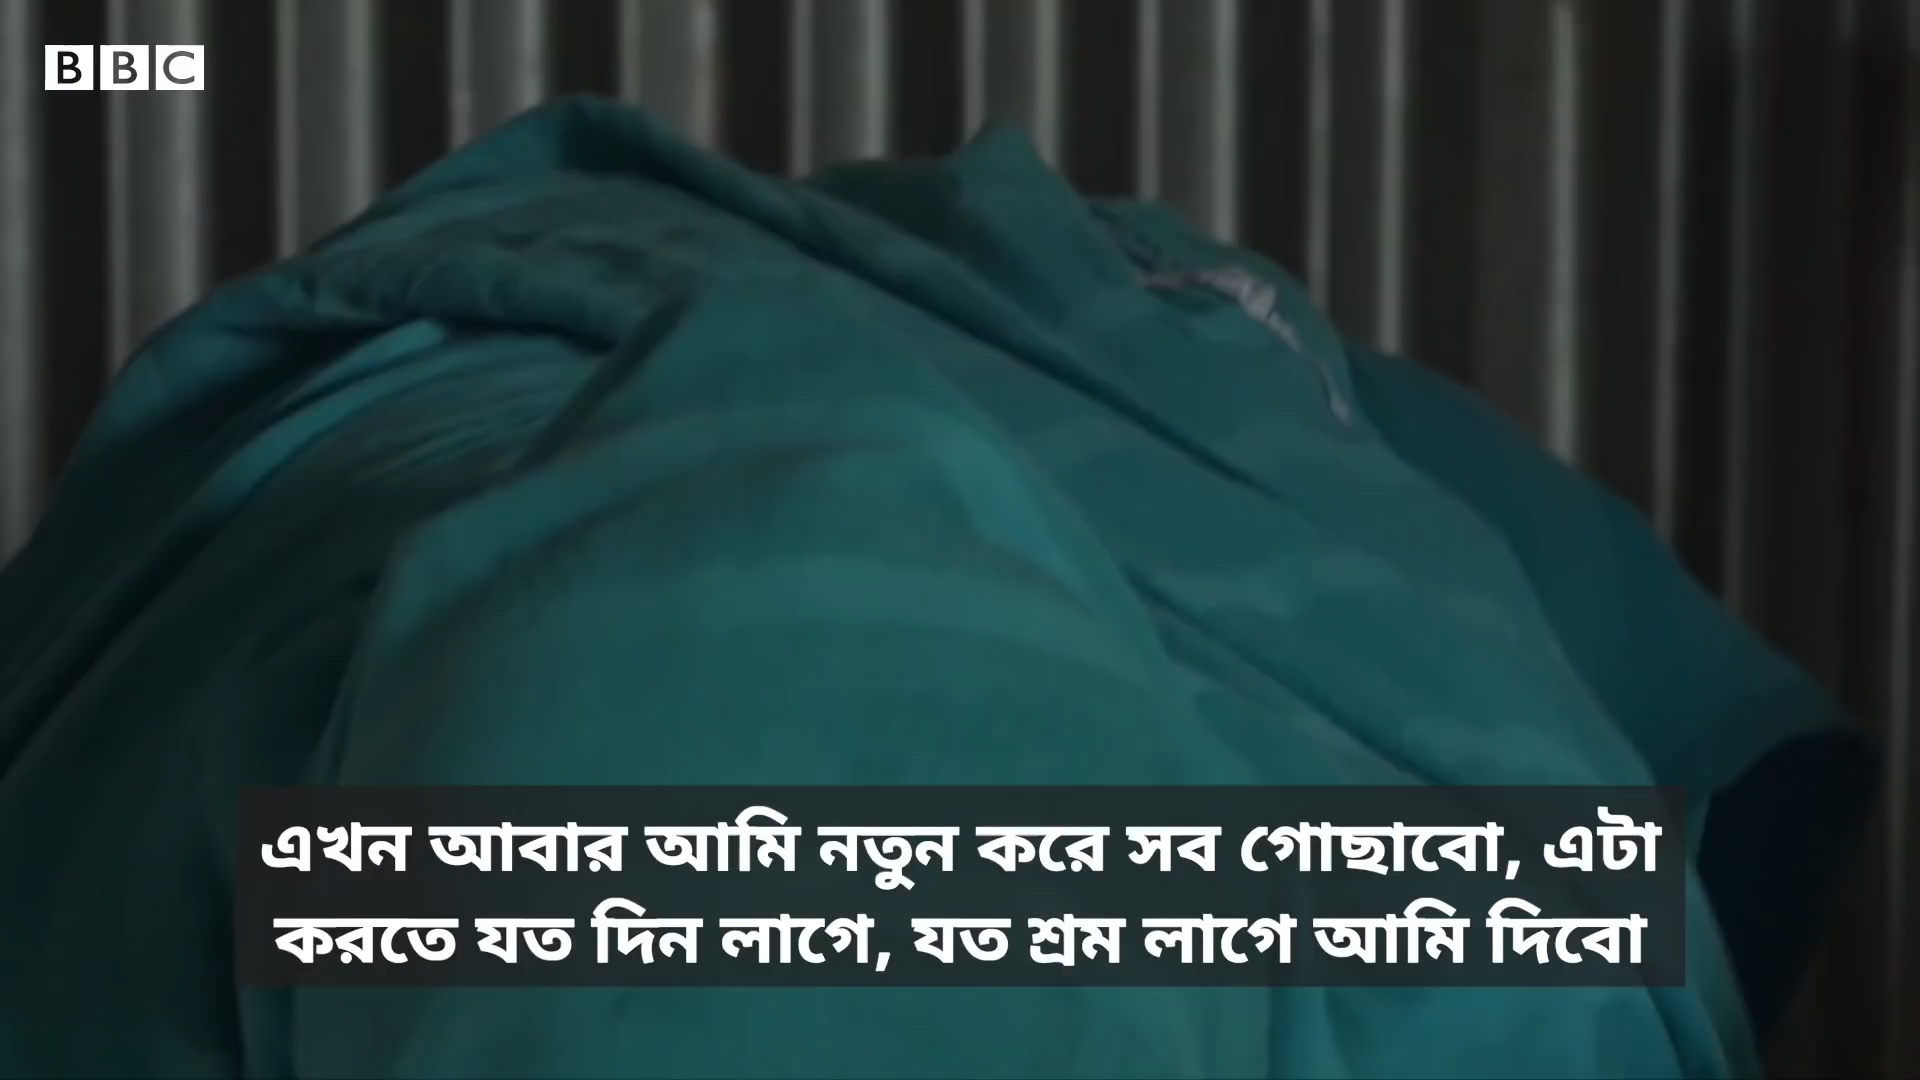 BBC
এখন আবার আমি নতুন করে সব গোছাবো, এটা
করতে যত দিন লাগে, যত শ্রম লাগে আমি দিবো